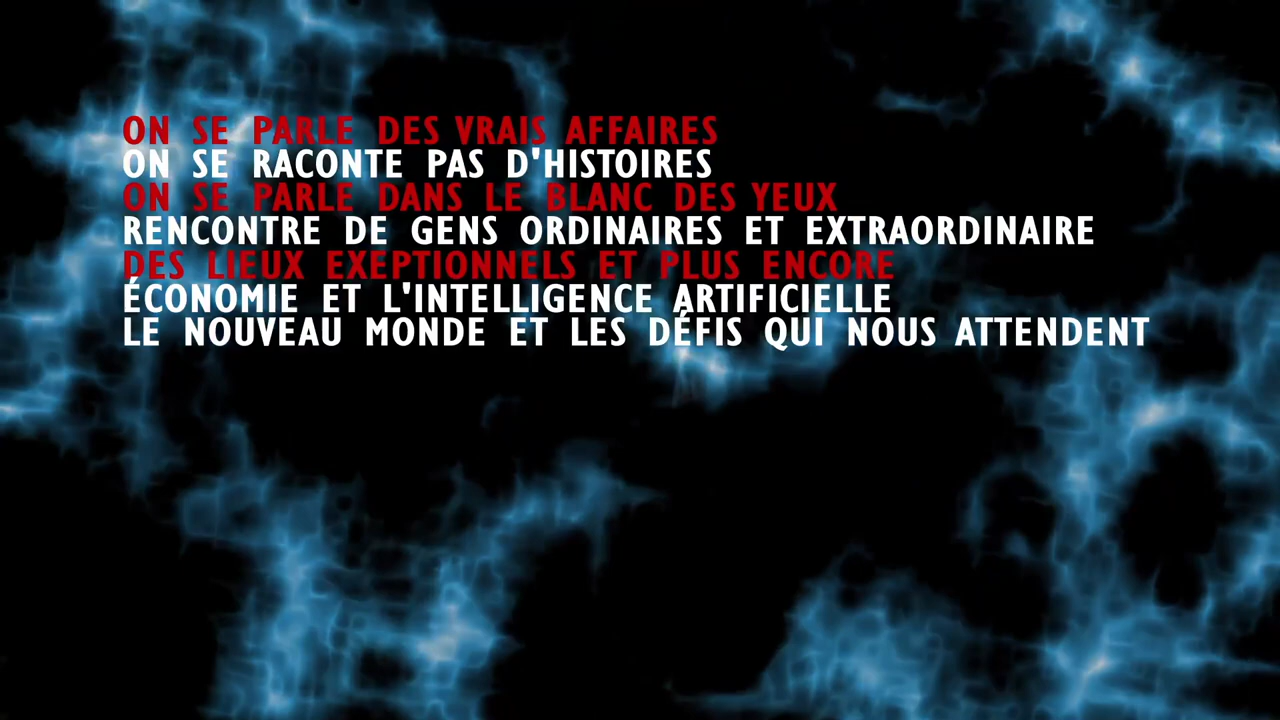 ON SE PARLE DES VRAIS AFFAIRES
ON SE RACONTE PAS D'HISTOIRES
ON SE PARLE DANS LE BLANC DES YEUX
RENCONTRE DE GENS ORDINAIRES ET EXTRAORDINAIRE
DES LIEUX EXEPTIONNELS ET PLUS ENCORE
ÉCONOMIE ET L'INTELLIGENCE ARTIFICIELLE
LE NOUVEAU MONDE ET LES DÉFIS QUI NOUS ATTENDENT